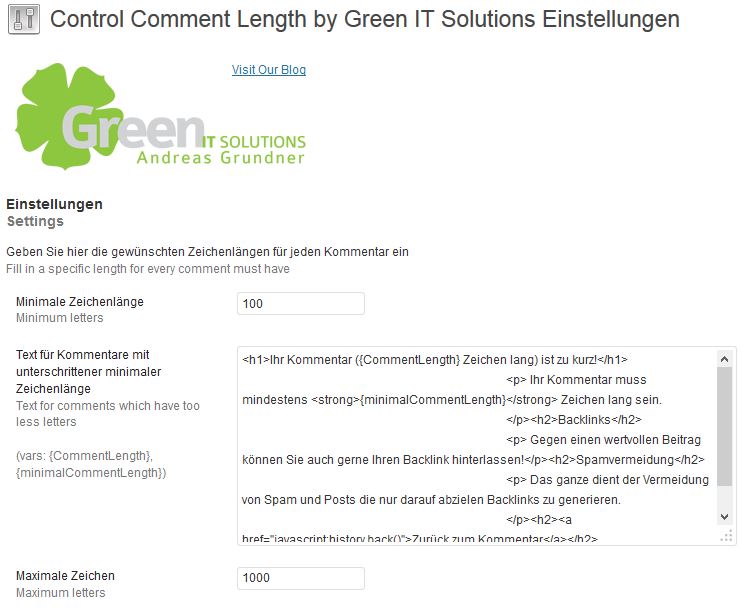 Control Comment Length by Green IT Solutions Einstellungen
Visit Our Blog
Green IT SOLUTIONS
Andreas Grundner
Einstellungen
Settings
Geben Sie hier die gewünschten Zeichenlängen für jeden Kommentar ein
Fill in a specific length for every comment must have
Minimale Zeichenlänge
Minimum letters
100
Text für Kommentare mit
unterschrittener minimaler
Zeichenlänge
Text for comments which have too
less letters
(vars: {CommentLength},
{minimalCommentLength})
<h1>Ihr Kommentar ({CommentLength} Zeichen lang) ist zu kurz!</h1>
<p> Ihr Kommentar muss
mindestens <strong>{minimalCommentLength}</strong> Zeichen lang sein.
</p><h2>Backlinks</h2>
<p> Gegen einen wertvollen Beitrag
können Sie auch gerne Ihren Backlink hinterlassen!</p><h2>Spamvermeidung</h2>
<p> Das ganze dient der Vermeidung
von Spam und Posts die nur darauf abzielen Backlinks zu generieren.
</p><h2><a
href="javascript:history.back()">Zurück zum Kommentar</a></h2>
Maximale Zeichen
Maximum letters
1000